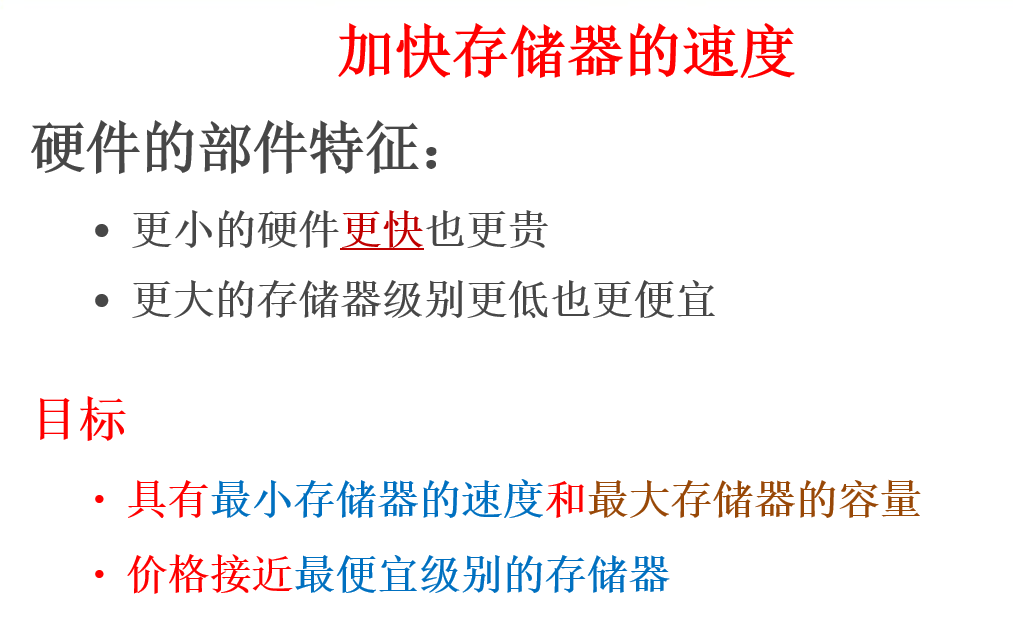 加快存储器的速度
硬件的部件特征：
• 更小的硬件更快也更贵
• 更大的存储器级别更低也更便宜
目标
• 具有最小存储器的速度和最大存储器的容量
• 价格接近最便宜级别的存储器